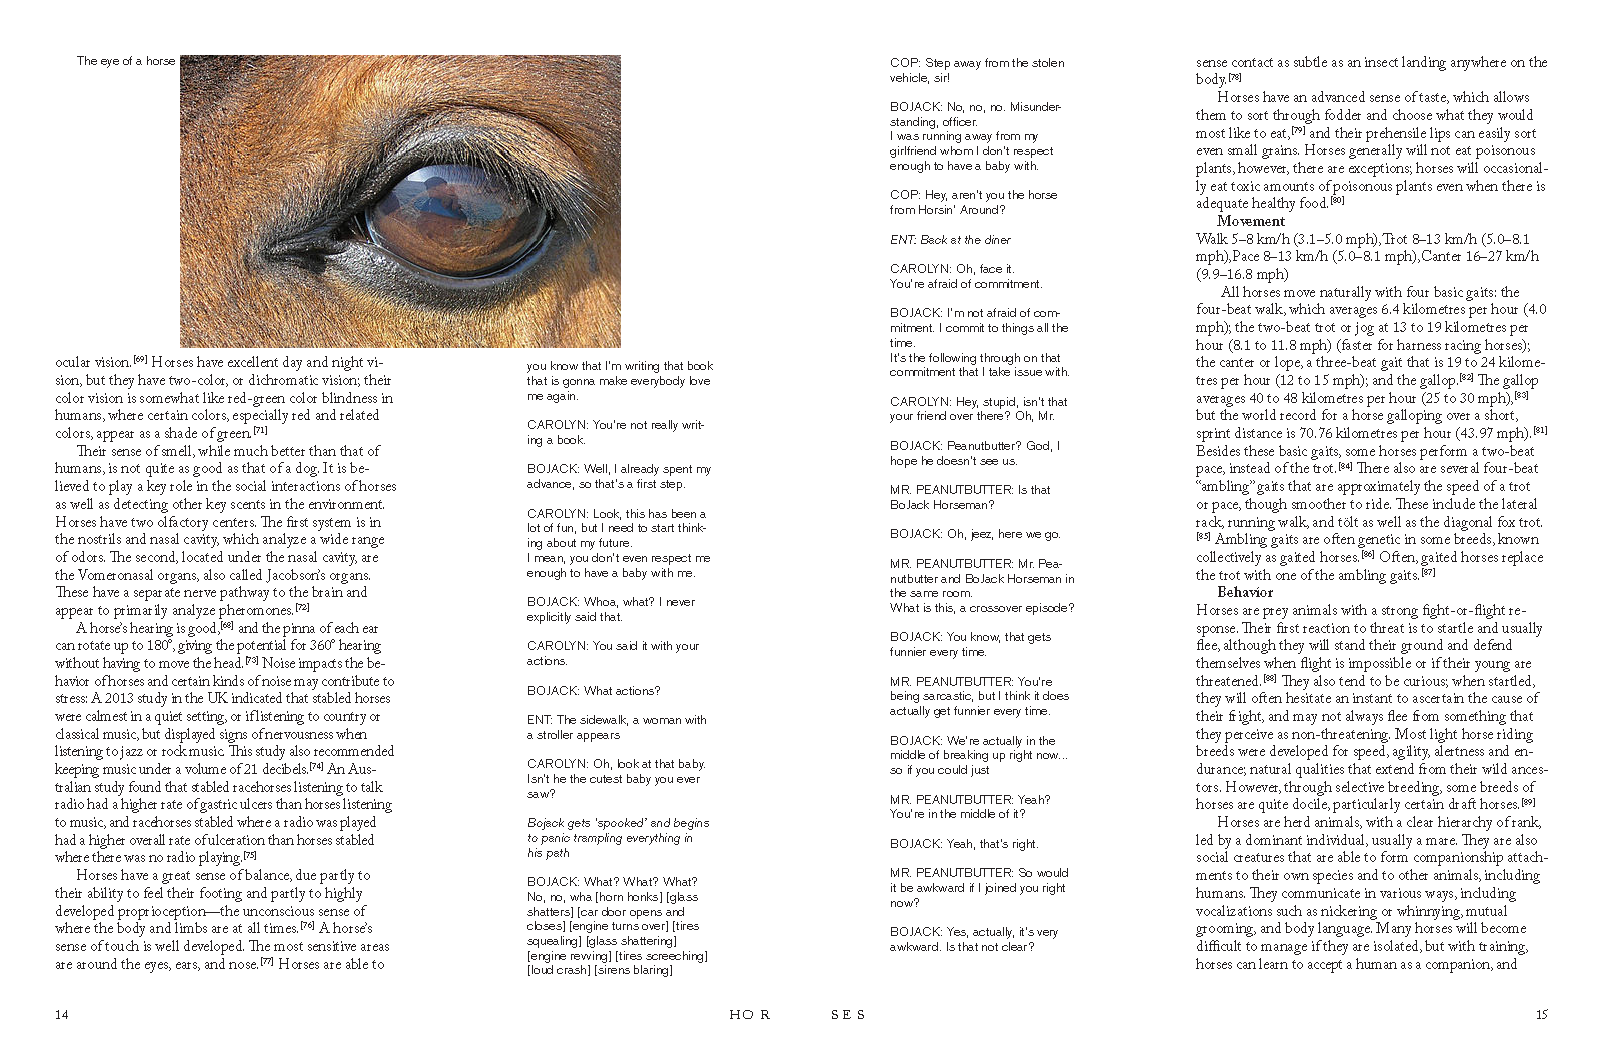 The eye of a horse
ocular vision.[69] Horses have excellent day and night vi-
sion, but they have two-color, or dichromatic vision; their
color vision is somewhat like red-green color blindness in
humans, where certain colors, especially red and related
colors, appear as a shade of green.[71]
Their sense of smell, while much better than that of
humans, is not quite as good as that of a dog. It is be-
lieved to play a key role in the social interactions of horses
as well as detecting other key scents in the environment.
Horses have two olfactory centers. The first system is in
the nostrils and nasal cavity, which analyze a wide range
of odors. The second, located under the nasal cavity, are
the Vomeronasal organs, also called Jacobson's organs.
These have a separate nerve pathway to the brain and
appear to primarily analyze pheromones.[72]
A horse's hearing is good,[68] and the pinna of each ear
can rotate up to 180°, giving the potential for 360° hearing
without having to move the head.[73] Noise impacts the be-
havior of horses and certain kinds of noise may contribute to
stress: A 2013 study in the UK indicated that stabled horses
were calmest in a quiet setting, or if listening to country or
classical music, but displayed signs of nervousness when
listening to jazz or rock music. This study also recommended
keeping music under a volume of 21 decibels.[74] An Aus-
tralian study found that stabled racehorses listening to talk
radio had a higher rate of gastric ulcers than horses listening
to music, and racehorses stabled where a radio was played
had a higher overall rate of ulceration than horses stabled
where there was no radio playing.[75]
Horses have a great sense of balance, due partly to
their ability to feel their footing and partly to highly
developed proprioception—the unconscious sense of
where the body and limbs are at all times.[76] A horse's
sense of touch is well developed. The most sensitive areas
are around the eyes, ears, and nose.[77] Horses are able to
you know that I'm writing that book
that is gonna make everybody love
me again.
CAROLYN: You're not really writ-
ing a book.
BOJACK: Well, I already spent my
advance, so that's a first step.
CAROLYN: Look, this has been a
lot of fun, but I need to start think-
ing about my future.
I mean, you don't even respect me
enough to have a baby with me.
BOJACK: Whoa, what? I never
explicitly said that.
CAROLYN: You said it with your
actions.
BOJACK: What actions?
ENT: The sidewalk, a woman with
a stroller appears
CAROLYN: Oh, look at that baby.
Isn't he the cutest baby you ever
saw?
Bojack gets 'spooked' and begins
to panic trampling everything in
his path
BOJACK: What? What? What?
No, no, wha [horn honks] [glass
shatters] [car door opens and
closes] [engine turns over] [tires
squealing] [glass shattering]
[engine revving] [tires screeching]
[loud crash] [sirens blaring]
14
HOR
COP: Step away from the stolen
vehicle, sir!
BOJACK: No, no, no. Misunder-
standing, officer.
I was running away from my
girlfriend whom I don't respect
enough to have a baby with.
COP: Hey, aren't you the horse
from Horsin' Around?
ENT: Back at the diner
CAROLYN: Oh, face it.
You're afraid of commitment.
BOJACK: I'm not afraid of com-
mitment. I commit to things all the
time.
It's the following through on that
commitment that I take issue with.
CAROLYN: Hey, stupid, isn't that
your friend over there? Oh, Mr.
BOJACK: Peanutbutter? God, I
hope he doesn't see us.
MR. PEANUTBUTTER: Is that
BoJack Horseman?
BOJACK: Oh, jeez, here we go.
MR. PEANUTBUTTER: Mr. Pea-
nutbutter and BoJack Horseman in
the same room.
What is this, a crossover episode?
BOJACK: You know, that gets
funnier every time.
MR. PEANUTBUTTER: You're
being sarcastic, but I think it does
actually get funnier every time.
BOJACK: We're actually in the
middle of breaking up right now...
so if you could just
MR. PEANUTBUTTER: Yeah?
You're in the middle of it?
BOJACK: Yeah, that's right.
MR. PEANUTBUTTER: So would
it be awkward if I joined you right
now?
BOJACK: Yes, actually, it's very
awkward. Is that not clear?
sense contact as subtle as an insect landing anywhere on the
body.[78]
Horses have an advanced sense of taste, which allows
them to sort through fodder and choose what they would
most like to eat,[79] and their prehensile lips can easily sort
even small grains. Horses generally will not eat poisonous
plants, however, there are exceptions; horses will occasional-
ly eat toxic amounts of poisonous plants even when there is
adequate healthy food.[80]
Movement
Walk 5–8 km/h (3.1–5.0 mph),Trot 8–13 km/h (5.0–8.1
mph),Pace 8–13 km/h (5.0–8.1 mph),Canter 16–27 km/h
(9.9–16.8 mph)
All horses move naturally with four basic gaits: the
four-beat walk, which averages 6.4 kilometres per hour (4.0
mph); the two-beat trot or jog at 13 to 19 kilometres per
hour (8.1 to 11.8 mph) (faster for harness racing horses);
the canter or lope, a three-beat gait that is 19 to 24 kilome-
tres per hour (12 to 15 mph); and the gallop.[82] The gallop
averages 40 to 48 kilometres per hour (25 to 30 mph),[83]
but the world record for a horse galloping over a short,
sprint distance is 70.76 kilometres per hour (43.97 mph).[81]
Besides these basic gaits, some horses perform a two-beat
pace, instead of the trot.[84] There also are several four-beat
“ambling” gaits that are approximately the speed of a trot
or pace, though smoother to ride. These include the lateral
rack, running walk, and tölt as well as the diagonal fox trot.
[85] Ambling gaits are often genetic in some breeds, known
collectively as gaited horses.[86] Often, gaited horses replace
the trot with one of the ambling gaits.[87]
Behavior
Horses are prey animals with a strong fight-or-flight re-
sponse. Their first reaction to threat is to startle and usually
flee, although they will stand their ground and defend
themselves when flight is impossible or if their young are
threatened.[88] They also tend to be curious; when startled,
they will often hesitate an instant to ascertain the cause of
their fright, and may not always flee from something that
they perceive as non-threatening. Most light horse riding
breeds were developed for speed, agility, alertness and en-
durance; natural qualities that extend from their wild ances-
tors. However, through selective breeding, some breeds of
horses are quite docile, particularly certain draft horses.[89]
Horses are herd animals, with a clear hierarchy of rank,
led by a dominant individual, usually a mare. They are also
social creatures that are able to form companionship attach-
ments to their own species and to other animals, including
humans. They communicate in various ways, including
vocalizations such as nickering or whinnying, mutual
grooming, and body language. Many horses will become
difficult to manage if they are isolated, but with training,
horses can learn to accept a human as a companion, and
SES
15